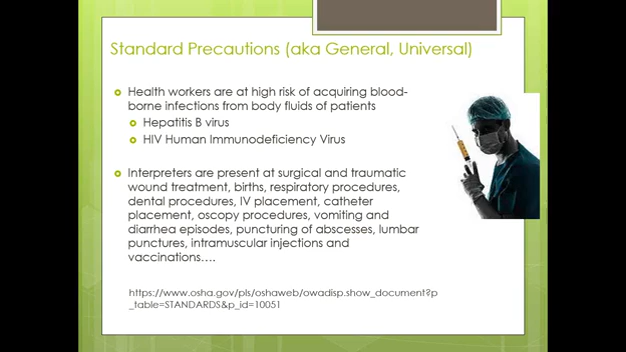 Standard Precautions (aka General, Universal)
Health workers are at high risk of acquiring blood-
borne infections from body fluids of patients
Hepatitis B virus
HIV Human Immunodeficiency Virus
Interpreters are present at surgical and traumatic
wound treatment, births, respiratory procedures,
dental procedures, IV placement, catheter
placement, oscopy procedures, vomiting and
diarrhea episodes, puncturing of abscesses, lumbar
punctures, intramuscular injections and
vaccinations....
https://www.osha.gov/pls/oshaweb/owadisp.show_document?p
_table=STANDARDS&p_id=10051